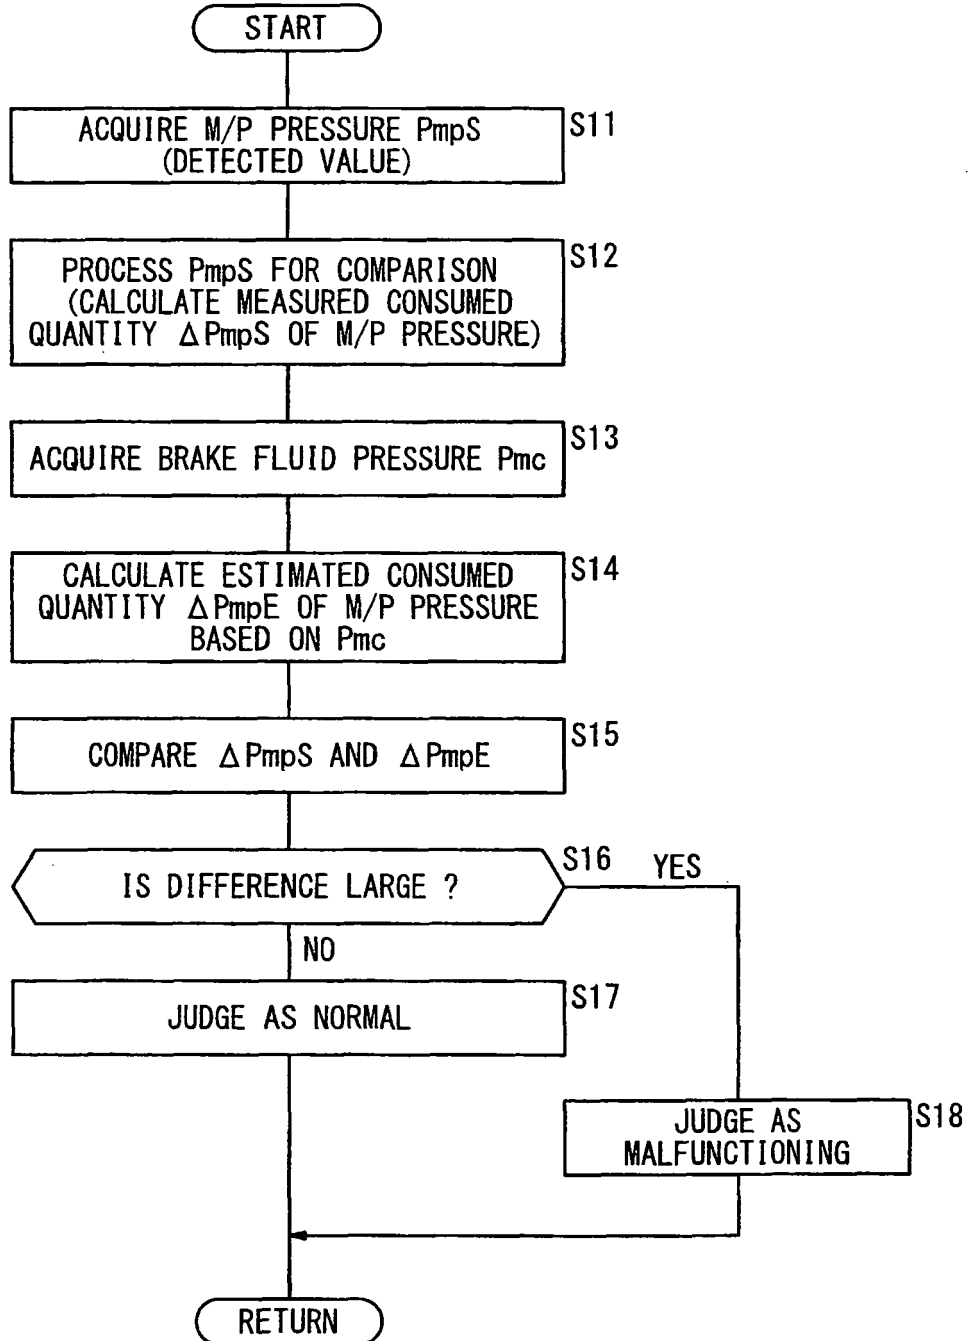 START
ACQUIRE M/P PRESSURE PmpS
(DETECTED VALUE)
S11
PROCESS PmpS FOR COMPARISON
(CALCULATE MEASURED CONSUMED
QUANTITY ΔPmpS OF M/P PRESSURE)
S12
ACQUIRE BRAKE FLUID PRESSURE Pmc
S13
CALCULATE ESTIMATED CONSUMED
QUANTITY ΔPmpE OF M/P PRESSURE
BASED ON Pmc
S14
COMPARE ΔPmpS AND ΔPmpE
S15
IS DIFFERENCE LARGE ?
S16
YES
NO
JUDGE AS NORMAL
S17
JUDGE AS
MALFUNCTIONING
S18
RETURN